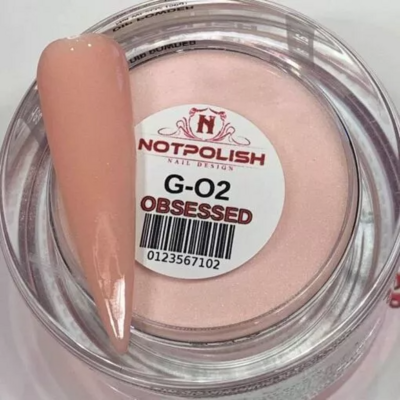 N
NOTPOLISH
NAIL DESIGN
G-02
OBSESSED
0123567102